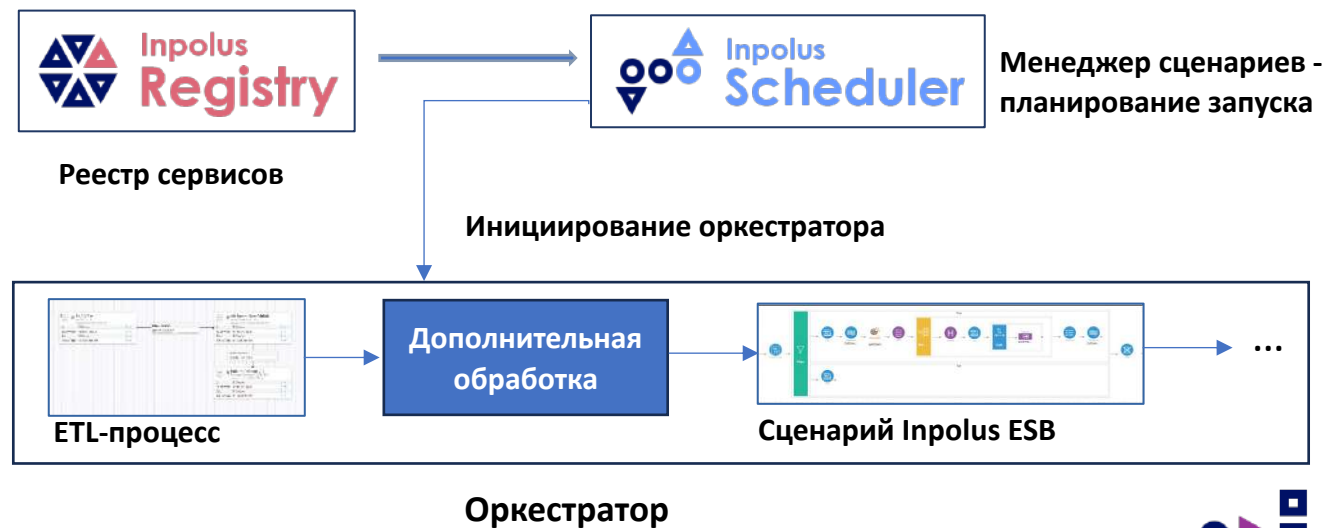 Inpolus
Registry
Inpolus
Scheduler
Менеджер сценариев -
планирование запуска
Реестр сервисов
Инициирование оркестратора
Дополнительная
обработка
...
ETL-процесс
Сценарий Inpolus ESB
Оркестратор